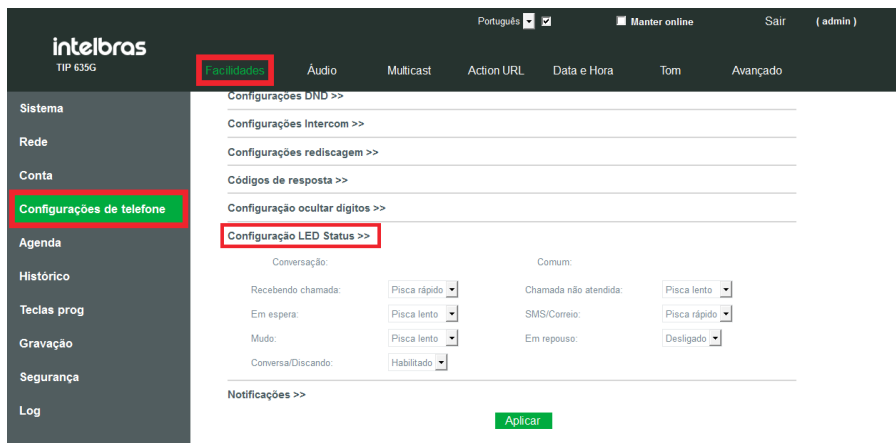 Português Manter online Sair ( admin )
intelbras
TIP 635G
Facilidades Áudio Multicast Action URL Data e Hora Tom Avançado
Sistema
Rede
Conta
Configurações de telefone
Agenda
Histórico
Teclas prog
Gravação
Segurança
Log
Configurações DND >>
Configurações Intercom >>
Configurações rediscagem >>
Códigos de resposta >>
Configuração ocultar dígitos >>
Configuração LED Status >>
Conversação: Comum:
Recebendo chamada: Pisca rápido Chamada não atendida: Pisca lento
Em espera: Pisca lento SMS/Correio: Pisca rápido
Mudo: Pisca lento Em repouso: Desligado
Conversa/Discando: Habilitado
Notificações >>
Aplicar